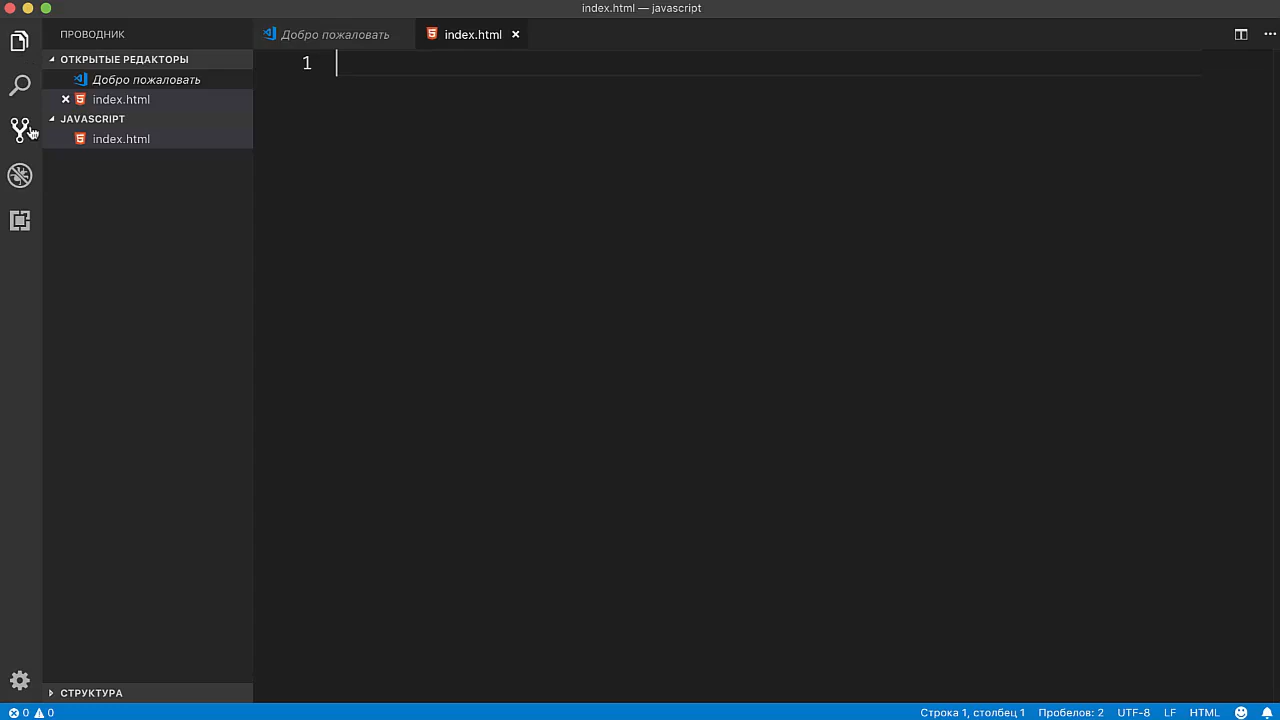 index.html — javascript
ПРОВОДНИК
ОТКРЫТЫЕ РЕДАКТОРЫ
Добро пожаловать
index.html
JAVASCRIPT
index.html
СТРУКТУРА
Добро пожаловать
index.html
1
0 0
Строка 1, столбец 1 Пробелов: 2 UTF-8 LF HTML